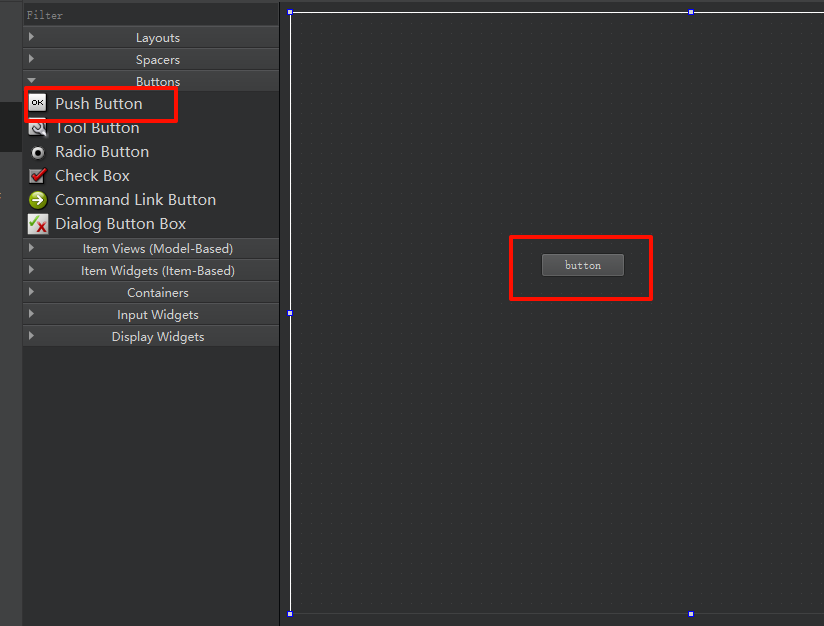 Filter
Layouts
Spacers
Buttons
OK Push Button
Tool Button
Radio Button
Check Box
Command Link Button
Dialog Button Box
Item Views (Model-Based)
button
Item Widgets (Item-Based)
Containers
Input Widgets
Display Widgets